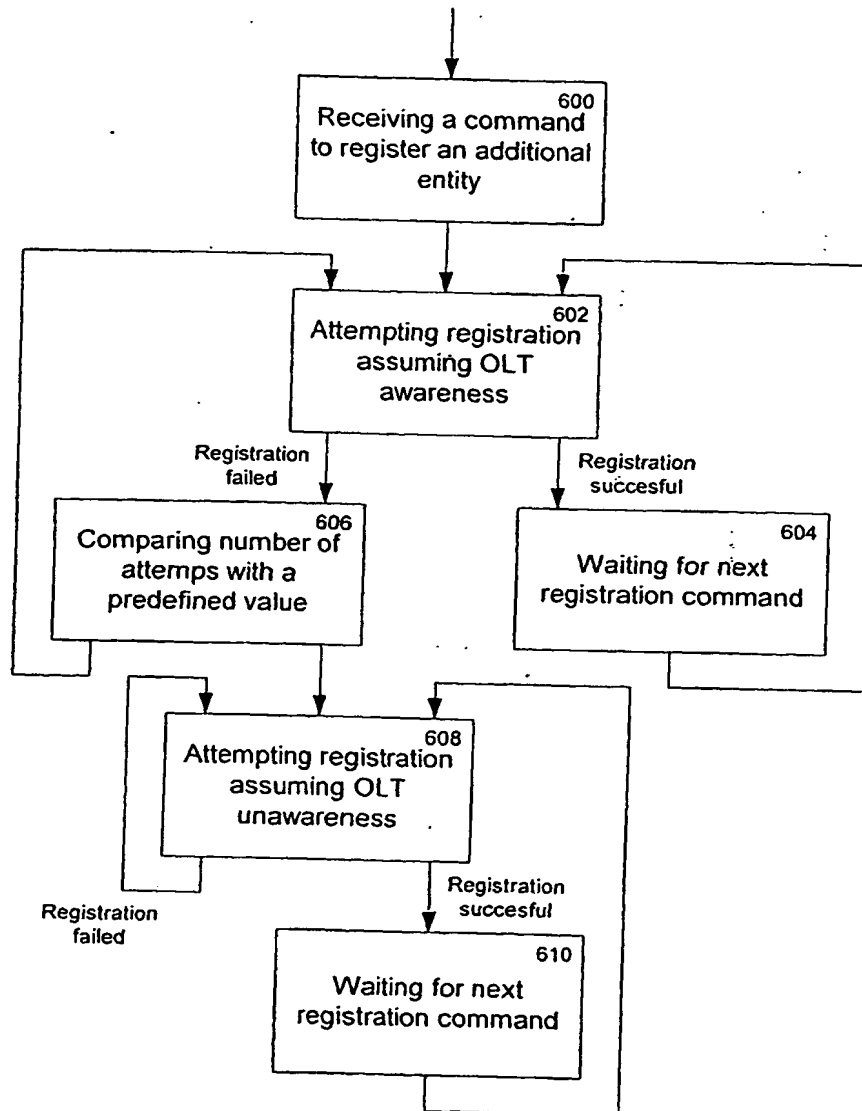 600
Receiving a command
to register an additional
entity
602
Attempting registration
assuming OLT
awareness
Registration
failed
Registration
succesful
606
Comparing number of
attemps with a
predefined value
604
Waiting for next
registration command
608
Attempting registration
assuming OLT
unawareness
Registration
failed
Registration
succesful
610
Waiting for next
registration command